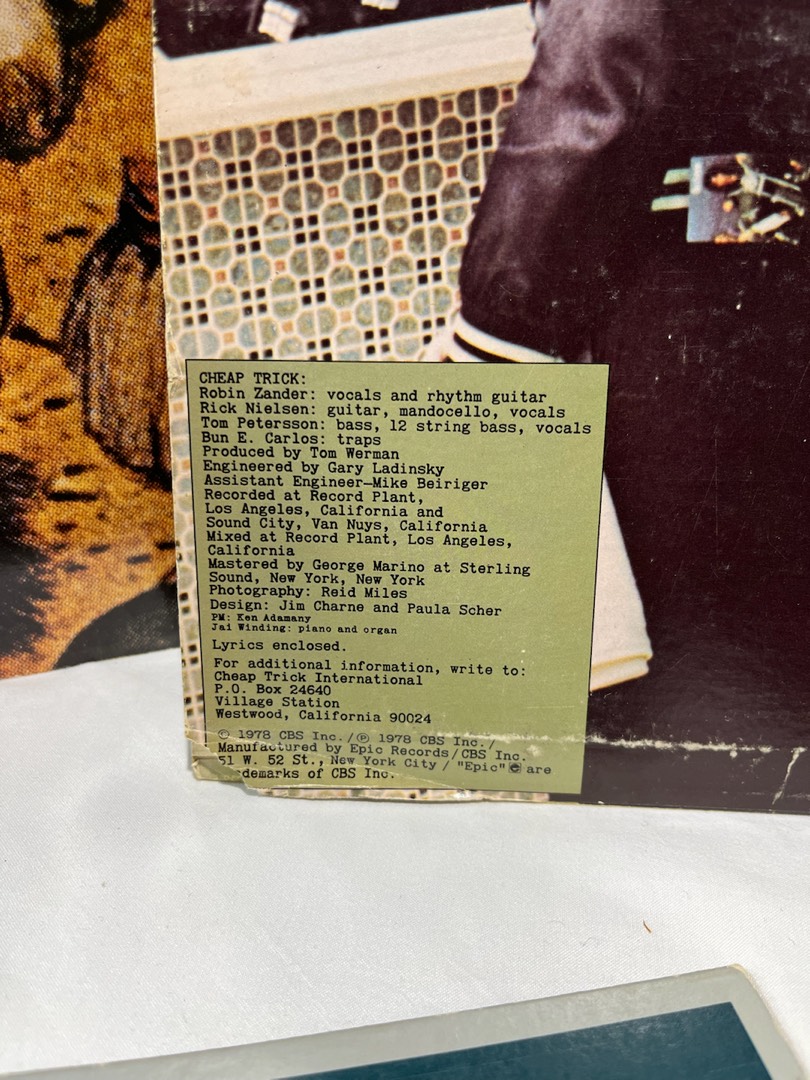 CHEAP TRICK:
Robin Zander: vocals and rhythm guitar
Rick Nielsen: guitar, mandocello, vocals
Tom Petersson: bass, 12 string bass, vocals
Bun E. Carlos: traps
Produced by Tom Werman
Engineered by Gary Ladinsky
Assistant Engineer—Mike Beiriger
Recorded at Record Plant,
Los Angeles, California and
Sound City, Van Nuys, California
Mixed at Record Plant, Los Angeles,
California
Mastered by George Marino at Sterling
Sound, New York, New York
Photography: Reid Miles
Design: Jim Charne and Paula Scher
PM: Ken Adamany
Jai Winding: piano and organ
Lyrics enclosed.
For additional information, write to:
Cheap Trick International
P.O. Box 24640
Village Station
Westwood, California 90024
© 1978 CBS Inc./℗ 1978 CBS Inc./
Manufactured by Epic Records/CBS Inc.
51 W. 52 St., New York City/"Epic" are
demarks of CBS Inc.